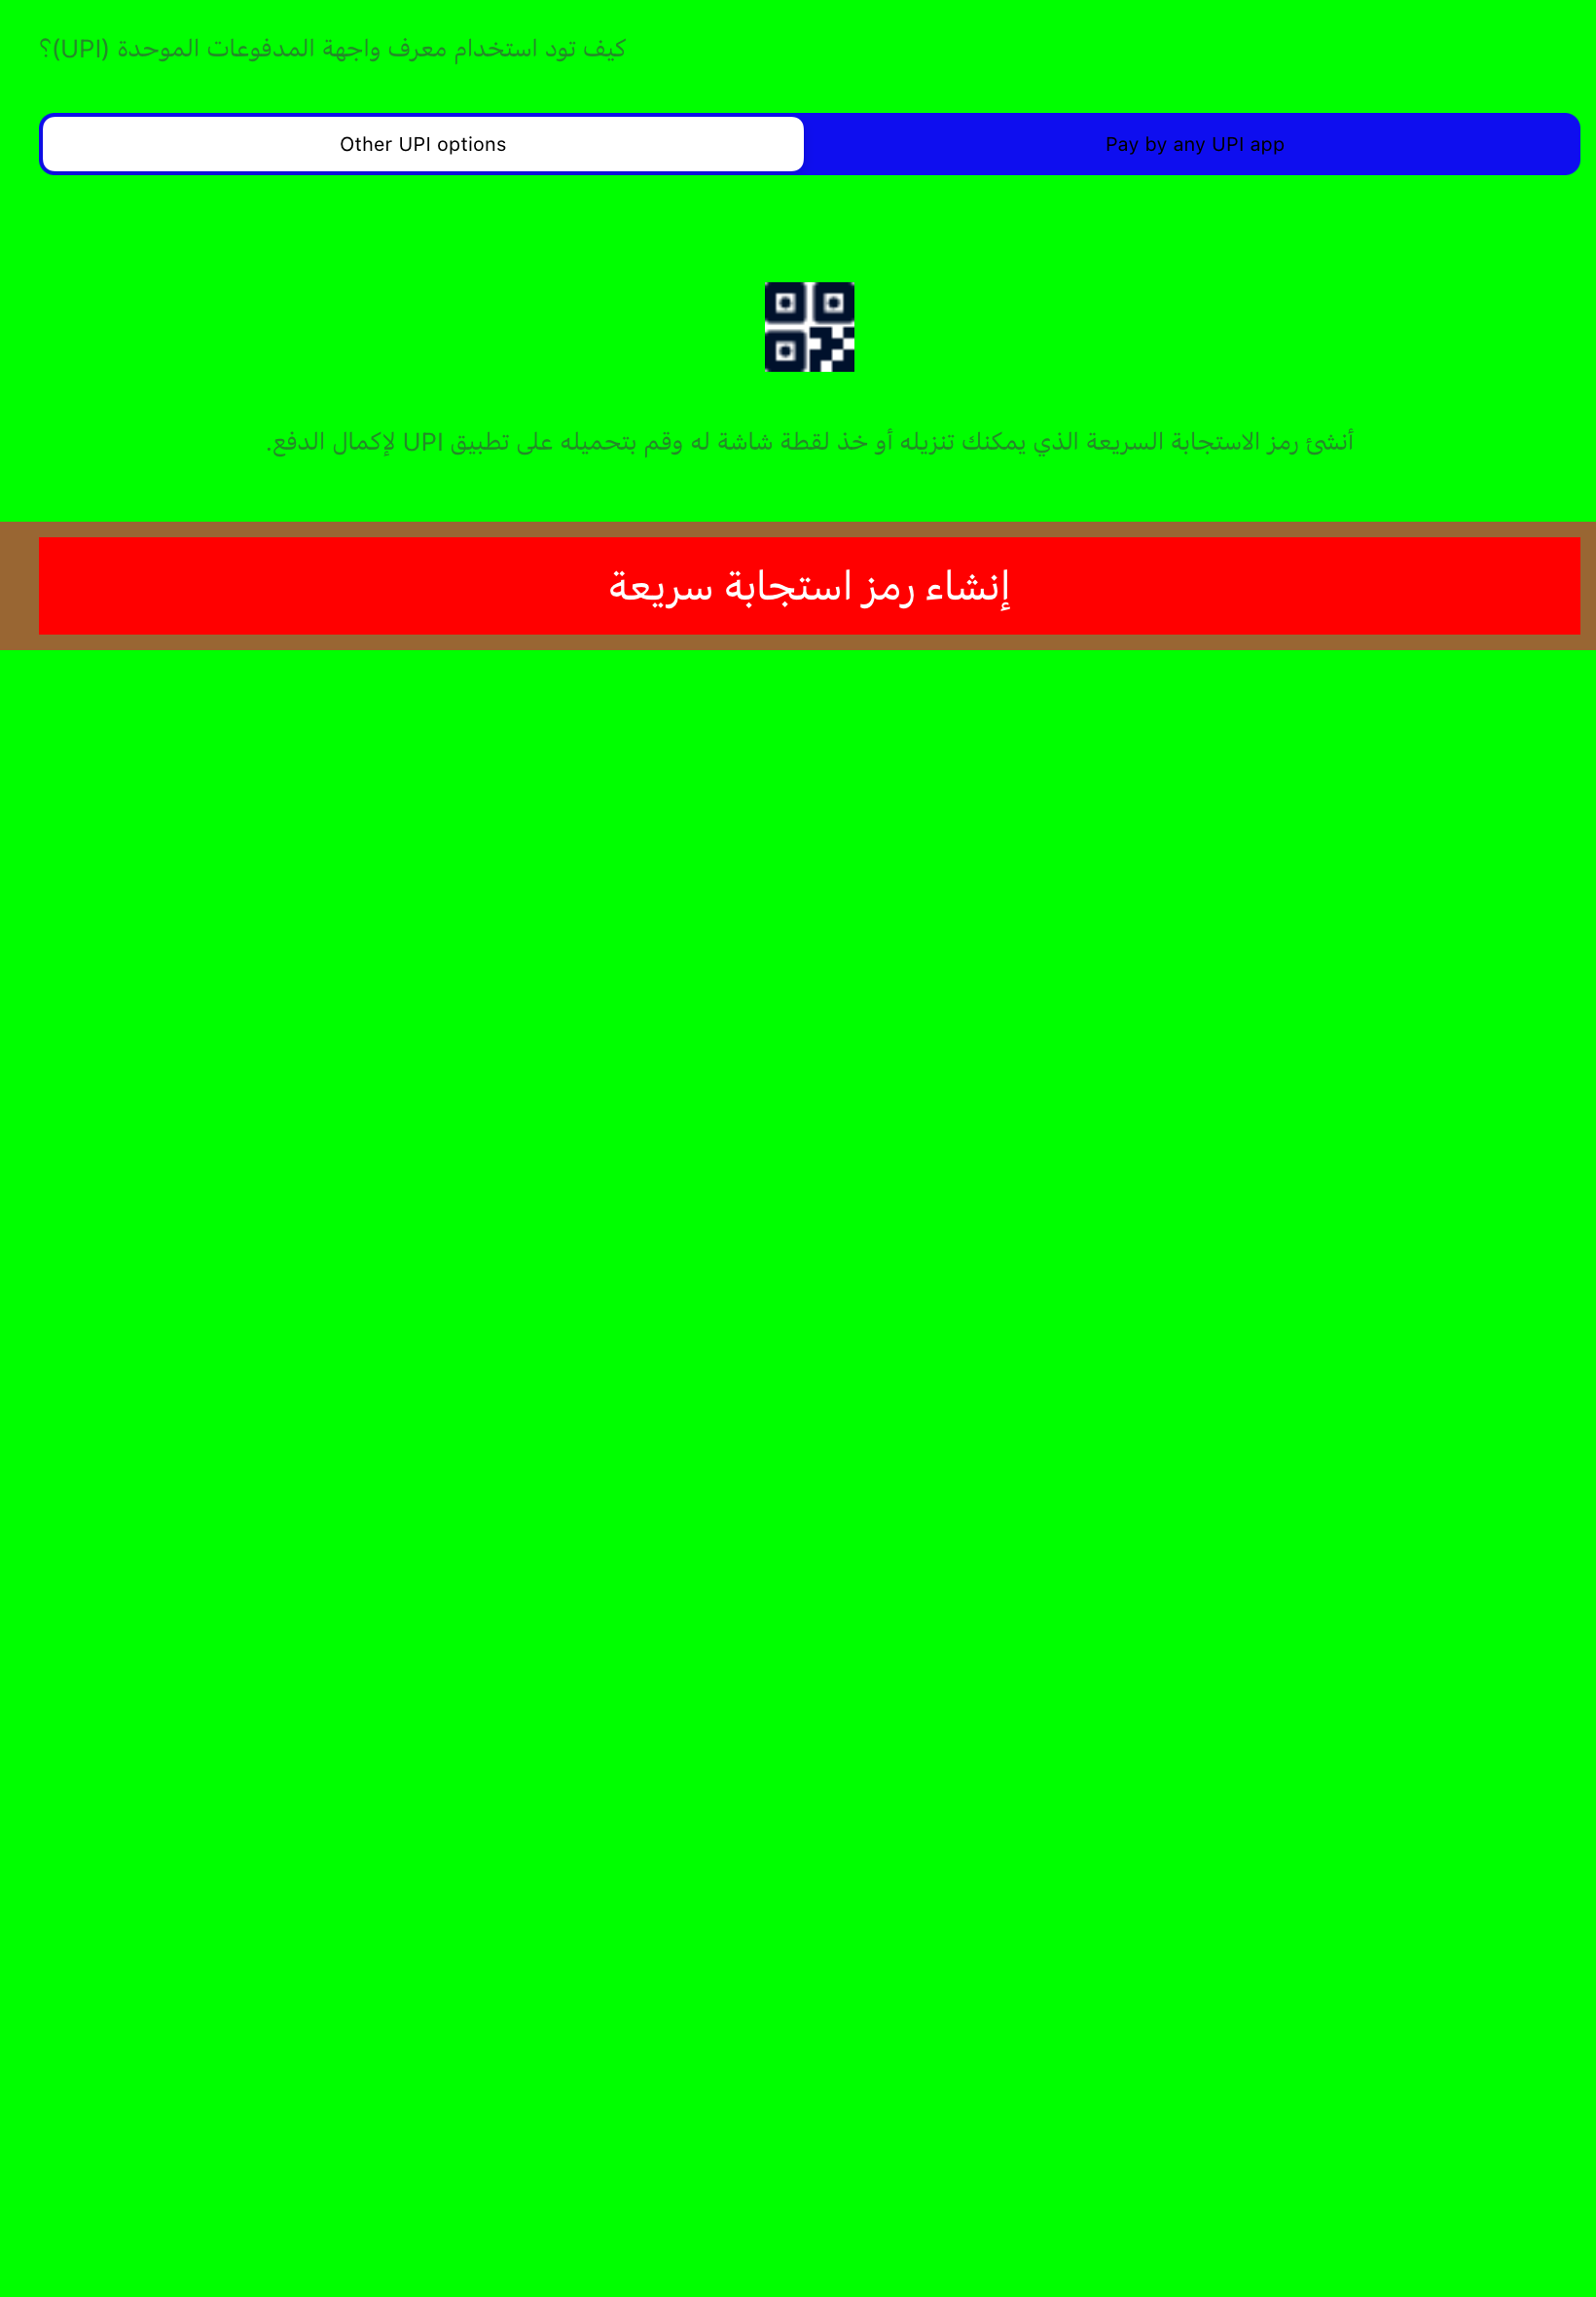 كيف تود استخدام معرف واجهة المدفوعات الموحدة (UPI)؟
Other UPI options
Pay by any UPI app
أنشئ رمز الاستجابة السريعة الذي يمكنك تنزيله أو خذ لقطة شاشة له وقم بتحميله على تطبيق UPI لإكمال الدفع.
إنشاء رمز استجابة سريعة